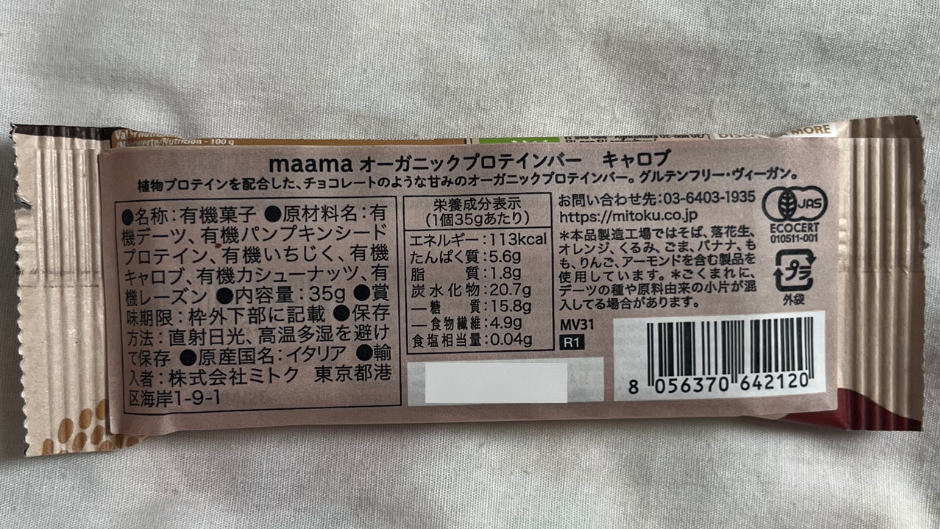 Nutrition - 100 g
MORE
maama オーガニックプロテインバー キャロブ
植物プロテインを配合した、チョコレートのような甘みのオーガニックプロテインバー。グルテンフリー・ヴィーガン。
●名称：有機菓子 ●原材料名：有
機デーツ、有機パンプキンシード
プロテイン、有機いちじく、有機
キャロブ、有機カシューナッツ、有
機レーズン ●内容量：35g ●賞
味期限：枠外下部に記載 ●保存
方法：直射日光、高温多湿を避け
て保存 ●原産国名：イタリア ●輸
入者：株式会社ミトク 東京都港
区海岸1-9-1
栄養成分表示
（1個35gあたり）
エネルギー：113kcal
たんぱく質：5.6g
脂質：1.8g
炭水化物：20.7g
―糖質：15.8g
―食物繊維：4.9g
食塩相当量：0.04g
お問い合わせ先：03-6403-1935
https://mitoku.co.jp
＊本品製造工場ではそば、落花生、
オレンジ、くるみ、ごま、バナナ、も
も、りんご、アーモンドを含む製品を
使用しています。＊ごくまれに、
デーツの種や原料由来の小片が混
入してる場合があります。
MV31
R1
JAS
ECOCERT
010511-001
プラ
外袋
8 056370 642120